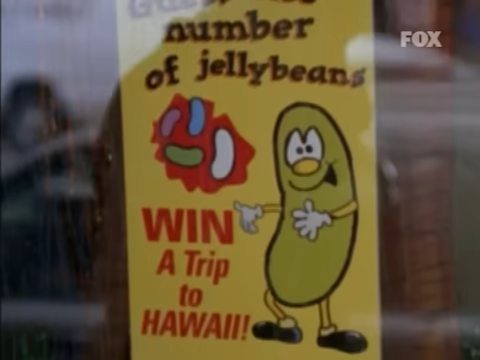 number
of jellybeans
WIN
A Trip
to
HAWAII!
FOX